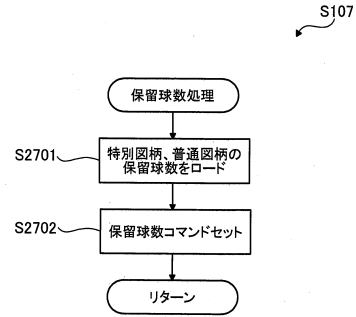 S107
保留球数処理
S2701
特別図柄、普通図柄の
保留球数をロード
S2702
保留球数コマンドセット
リターン